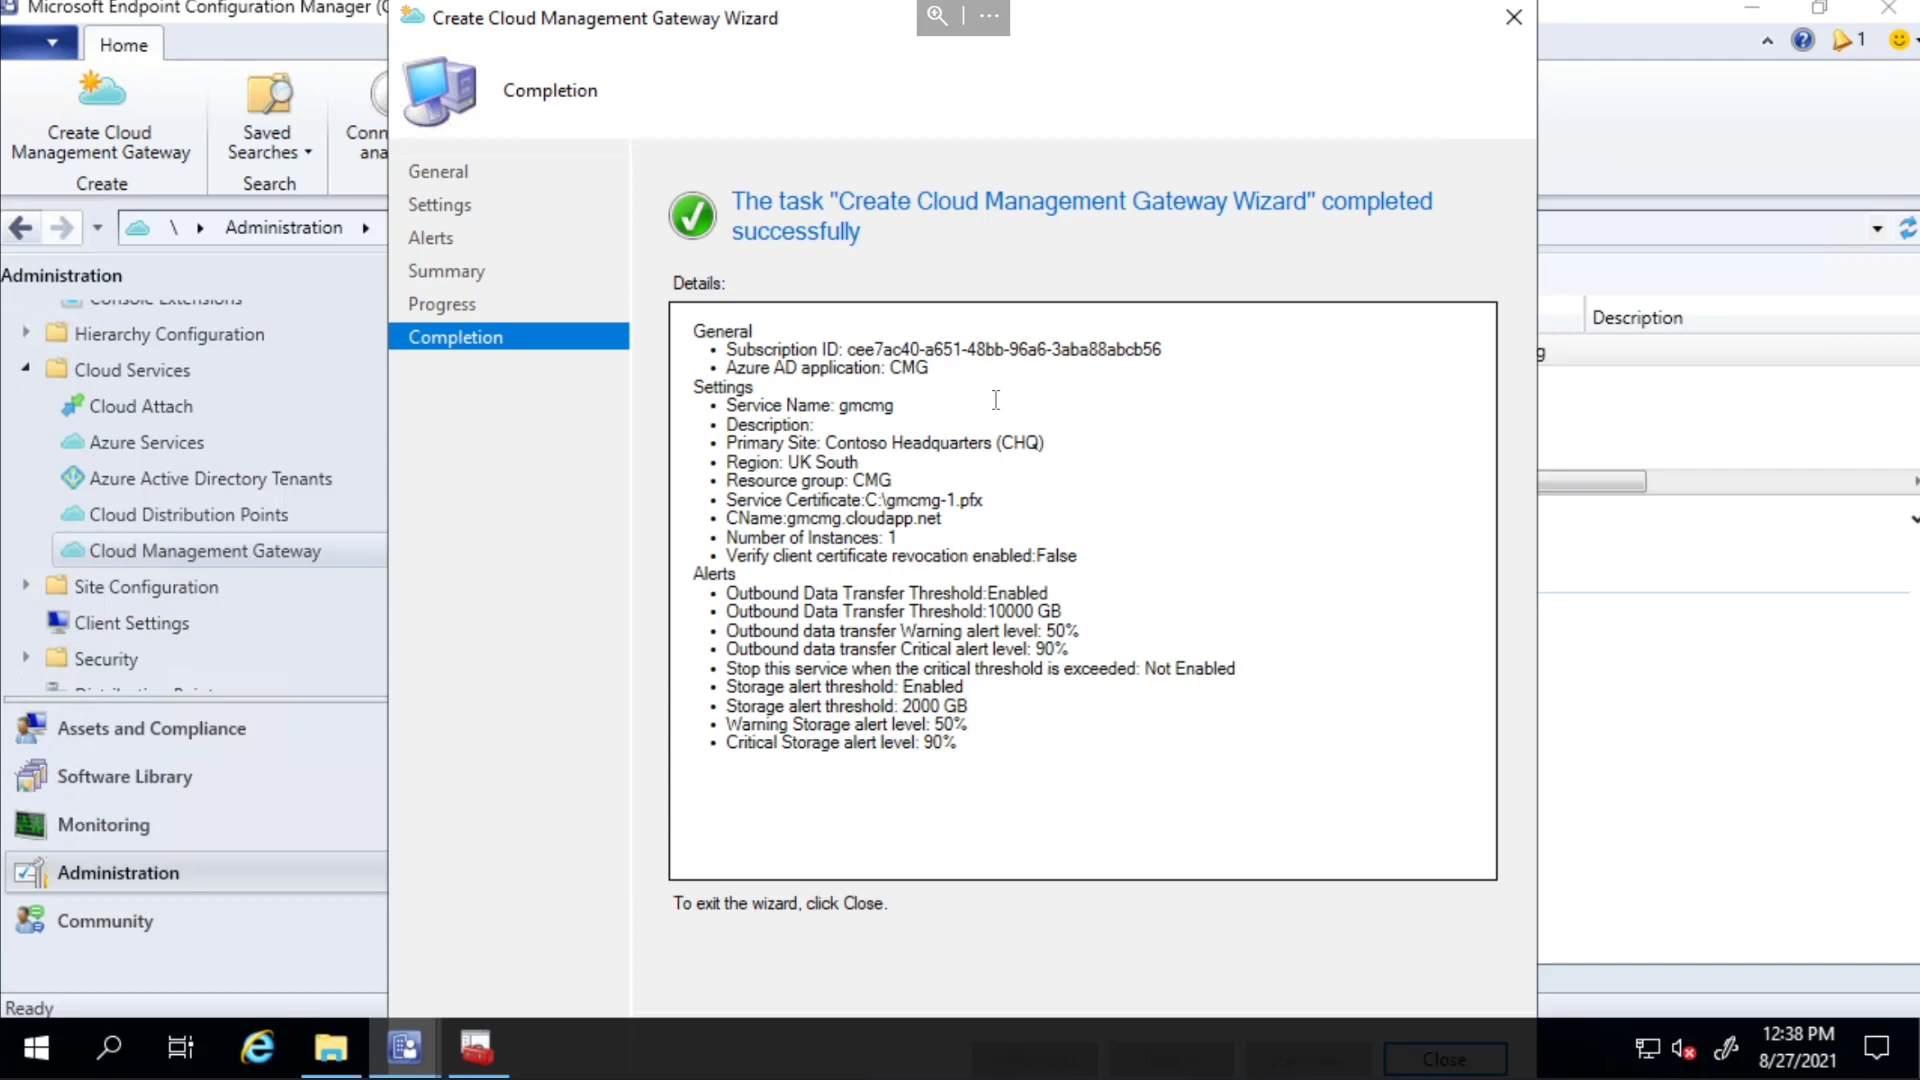 Microsoft Endpoint Configuration Manager (C
Create Cloud Management Gateway Wizard
Home
1
Completion
Create Cloud
Management Gateway
Saved
Searches
Conn
ana
Create
Search
\
Administration
Administration
Console Extensions
Hierarchy Configuration
Cloud Services
Cloud Attach
Azure Services
Azure Active Directory Tenants
Cloud Distribution Points
Cloud Management Gateway
Site Configuration
Client Settings
Security
Assets and Compliance
Software Library
Monitoring
Administration
Community
Ready
General
Settings
Alerts
Summary
Progress
Completion
The task "Create Cloud Management Gateway Wizard" completed
successfully
Details:
General
• Subscription ID: cee7ac40-a651-48bb-96a6-3aba88abcb56
• Azure AD application: CMG
Settings
• Service Name: gmcmg
• Description:
• Primary Site: Contoso Headquarters (CHQ)
• Region: UK South
• Resource group: CMG
• Service Certificate:C:\gmcmg-1.pfx
• CName:gmcmg.cloudapp.net
• Number of Instances: 1
• Verify client certificate revocation enabled:False
Alerts
• Outbound Data Transfer Threshold:Enabled
• Outbound Data Transfer Threshold:10000 GB
• Outbound data transfer Warning alert level: 50%
• Outbound data transfer Critical alert level: 90%
• Stop this service when the critical threshold is exceeded: Not Enabled
• Storage alert threshold: Enabled
• Storage alert threshold: 2000 GB
• Warning Storage alert level: 50%
• Critical Storage alert level: 90%
To exit the wizard, click Close.
Close
Description
g
12:38 PM
8/27/2021